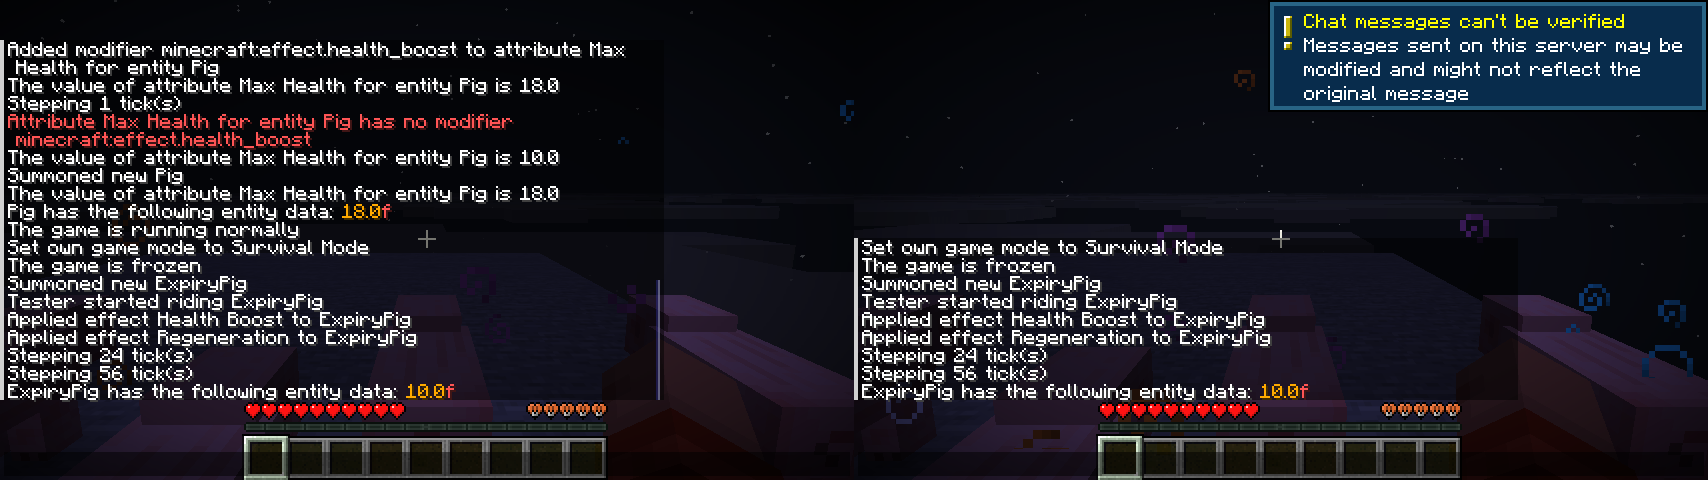 Added modifier minecraft:effect.health_boost to attribute Max
Health for entity Pig
The value of attribute Max Health for entity Pig is 18.0
Stepping 1 tick(s)
Attribute Max Health for entity Pig has no modifier
minecraft:effect.health_boost
The value of attribute Max Health for entity Pig is 10.0
Summoned new Pig
The value of attribute Max Health for entity Pig is 18.0
Pig has the following entity data: 18.0f
The game is running normally
Set own game mode to Survival Mode
The game is frozen
Summoned new ExpiryPig
Tester started riding ExpiryPig
Applied effect Health Boost to ExpiryPig
Applied effect Regeneration to ExpiryPig
Stepping 24 tick(s)
Stepping 56 tick(s)
ExpiryPig has the following entity data: 10.0f
Chat messages can't be verified
Messages sent on this server may be
modified and might not reflect the
original message
Set own game mode to Survival Mode
The game is frozen
Summoned new ExpiryPig
Tester started riding ExpiryPig
Applied effect Health Boost to ExpiryPig
Applied effect Regeneration to ExpiryPig
Stepping 24 tick(s)
Stepping 56 tick(s)
ExpiryPig has the following entity data: 10.0f